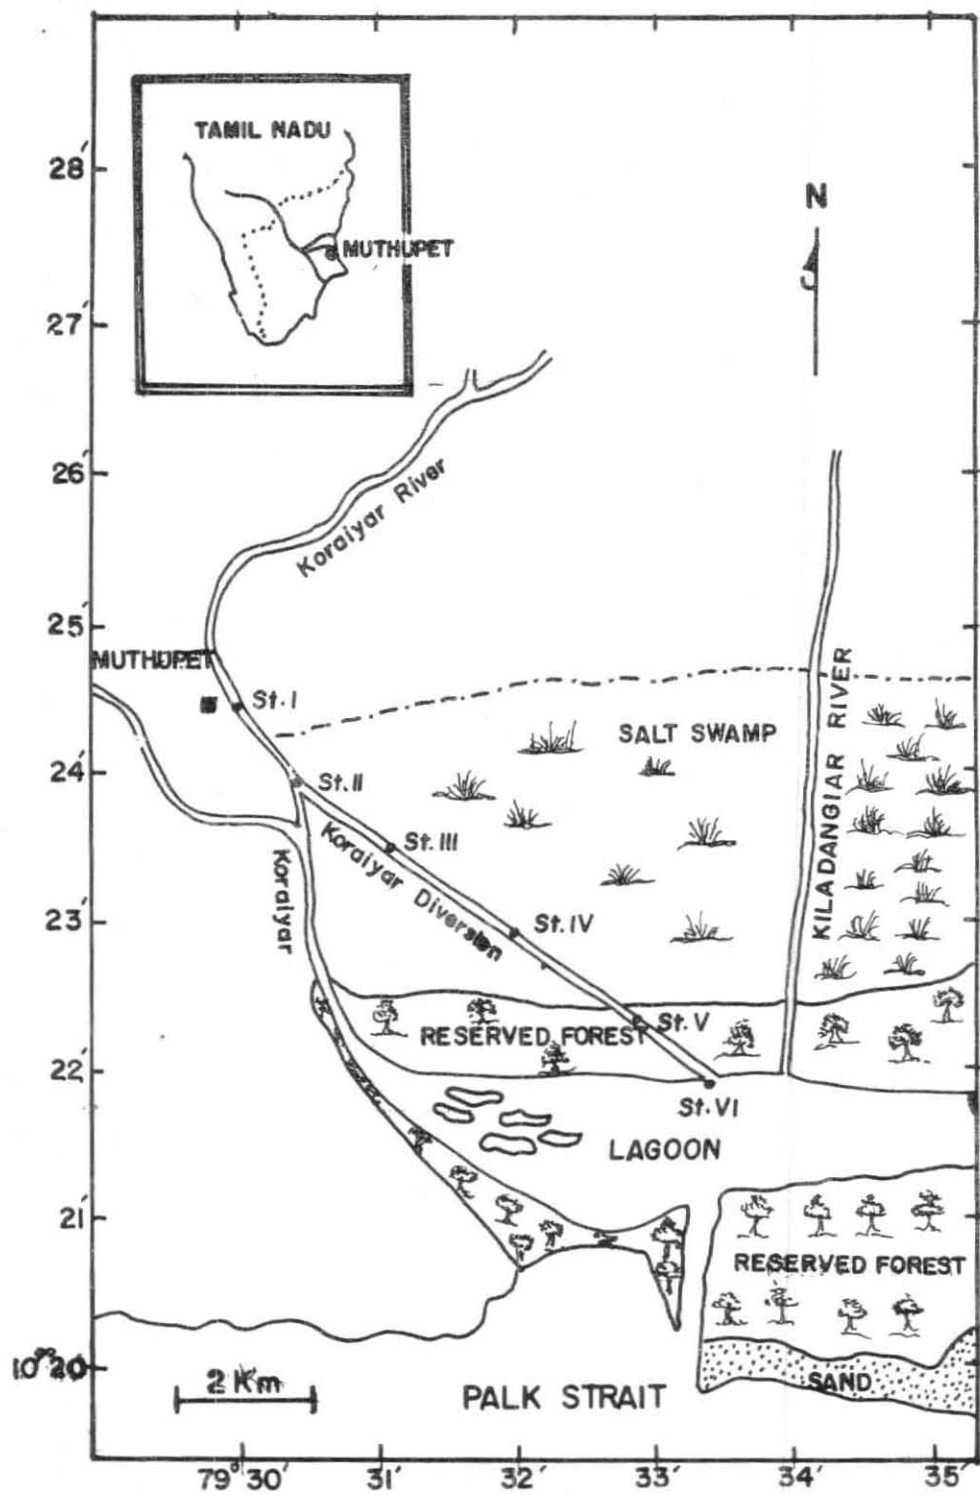 TAMIL NADU
MUTHUPET
N
28'
27'
26'
25'
24'
23'
22'
21'
10° 20'
Koraiyar River
MUTHUPET
St. I
St. II
St. III
St. IV
St. V
St. VI
Koraiyar Diversion
Koraiyar
SALT SWAMP
KILADANGIAR RIVER
RESERVED FOREST
LAGOON
RESERVED FOREST
SAND
2 Km
PALK STRAIT
79° 30'
31'
32'
33'
34'
35'